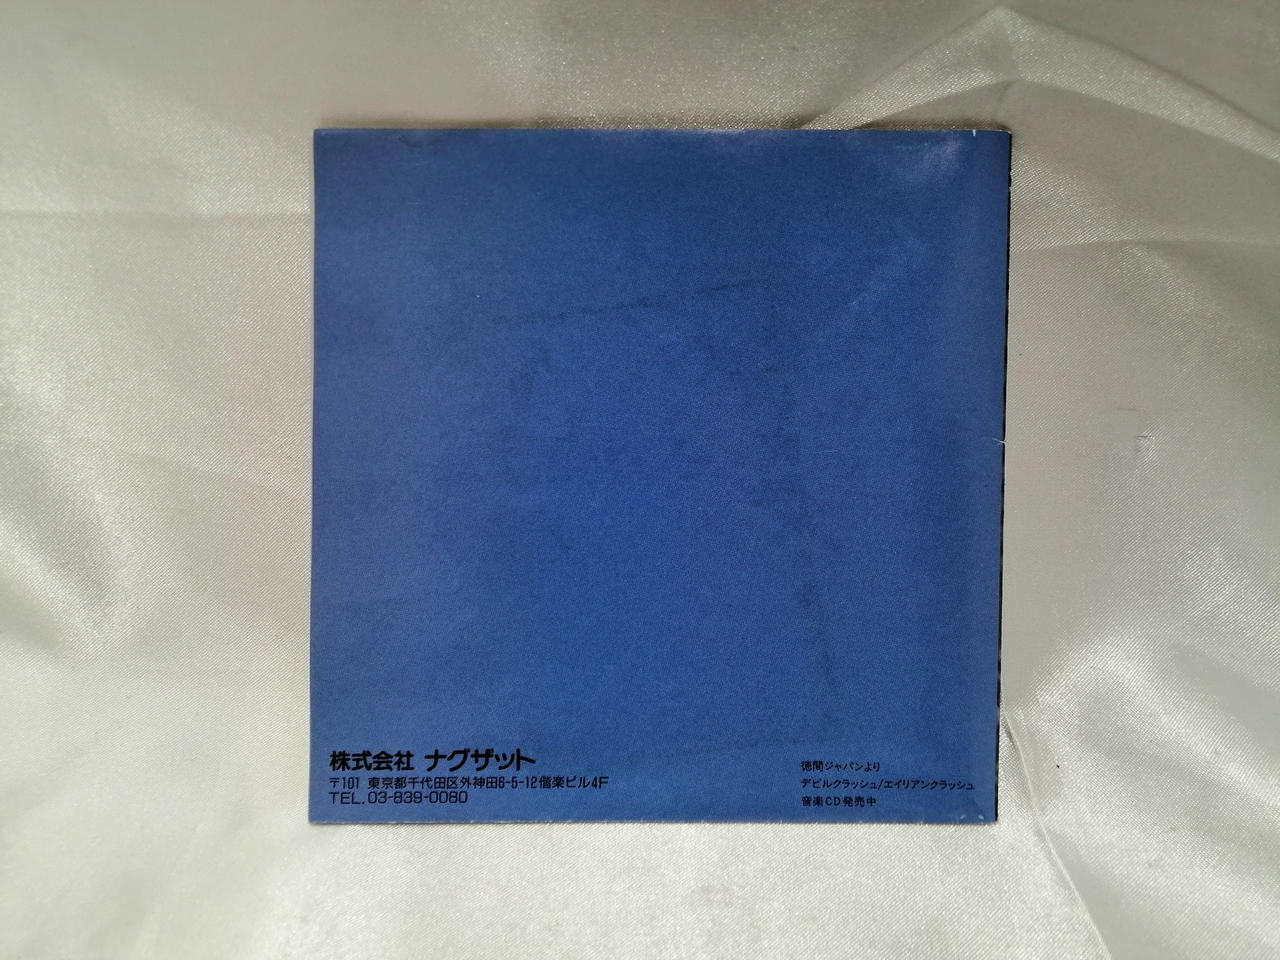 株式会社 ナグザット
〒101 東京都千代田区外神田6-5-12偕楽ビル4F
TEL.03-839-0080
徳間ジャパンより
デビルクラッシュ/エイリアンクラッシュ
音楽CD発売中